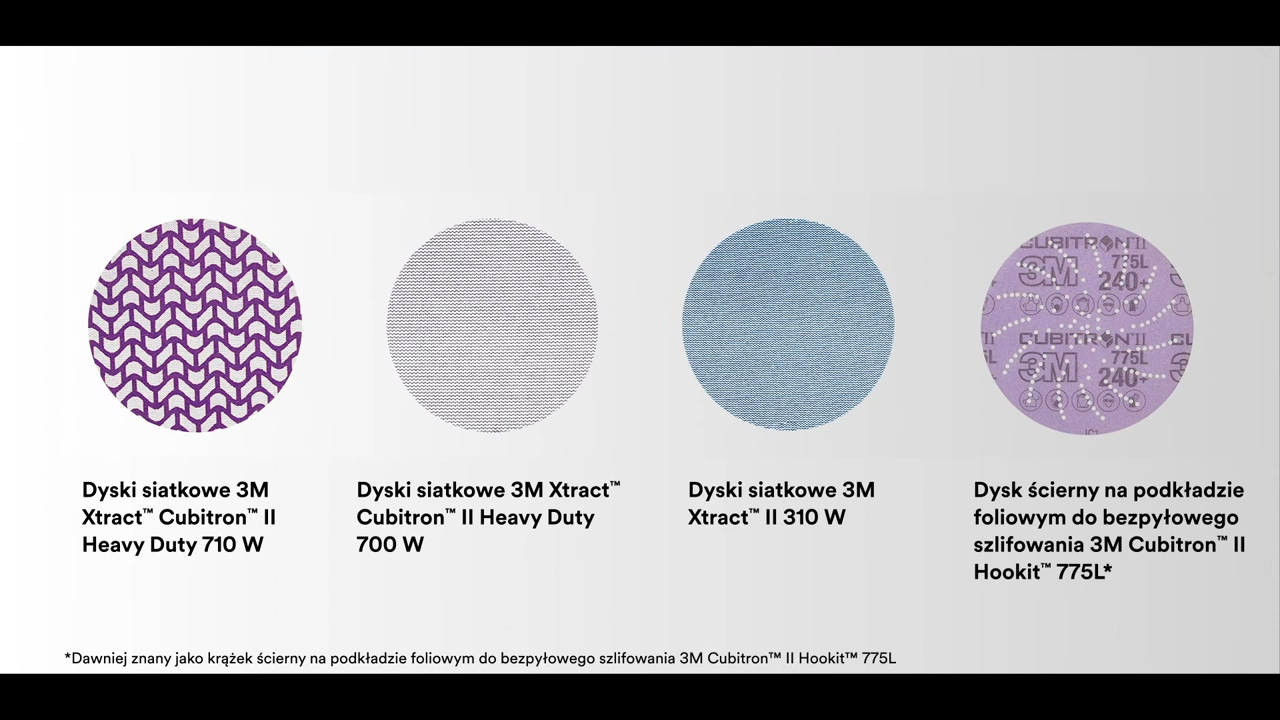 CUBITRON II
775L
3M
240+
CUBITRON II
775L
3M
240+
Dyski siatkowe 3M
Xtract™ Cubitron™ II
Heavy Duty 710 W
Dyski siatkowe 3M Xtract™
Cubitron™ II Heavy Duty
700 W
Dyski siatkowe 3M
Xtract™ II 310 W
Dysk ścierny na podkładzie
foliowym do bezpyłowego
szlifowania 3M Cubitron™ II
Hookit™ 775L*
*Dawniej znany jako krążek ścierny na podkładzie foliowym do bezpyłowego szlifowania 3M Cubitron™ II Hookit™ 775L